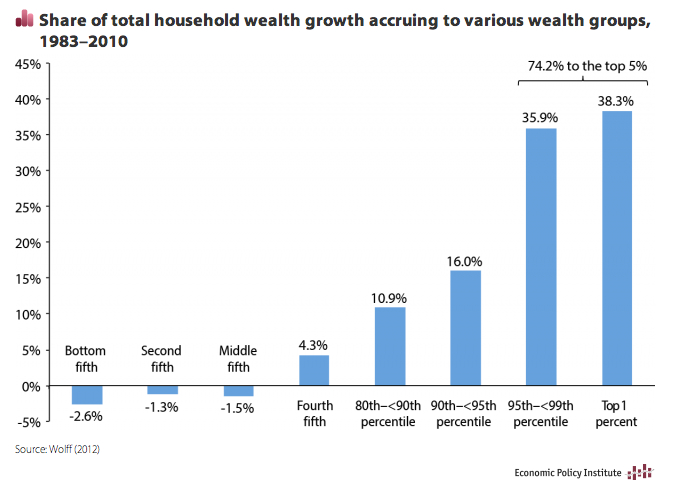 Share of total household wealth growth accruing to various wealth groups,
1983–2010
45%
40%
35%
30%
25%
20%
15%
10%
5%
0%
-5%
74.2% to the top 5%
Bottom
fifth
-2.6%
Second
fifth
-1.3%
Middle
fifth
-1.5%
4.3%
Fourth
fifth
10.9%
80th–<90th
percentile
16.0%
90th–<95th
percentile
35.9%
95th–<99th
percentile
38.3%
Top 1
percent
Source: Wolff (2012)
Economic Policy Institute